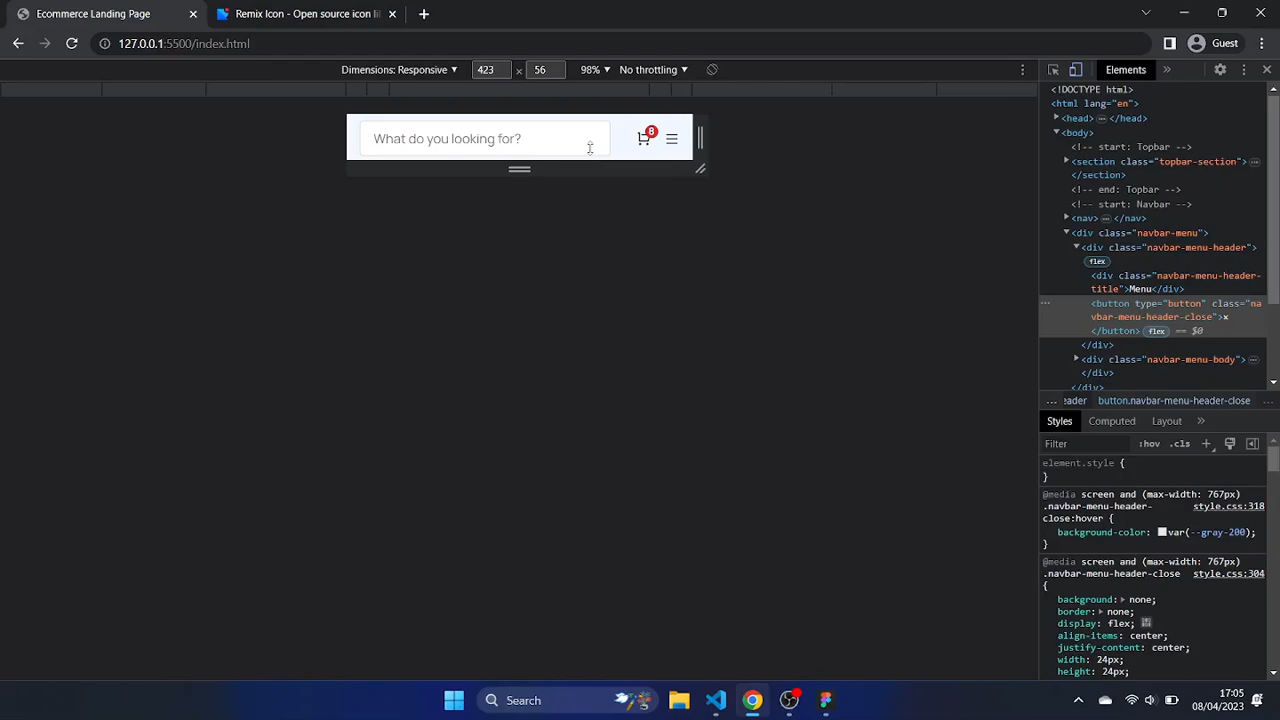 Ecommerce Landing Page
Remix Icon - Open source icon li
127.0.0.1:5500/index.html
Guest
Dimensions: Responsive
423
×
56
98%
No throttling
Elements
<!DOCTYPE html>
<html lang="en">
<head> … </head>
<body>
<!-- start: Topbar -->
<section class="topbar-section"> …
</section>
<!-- end: Topbar -->
<!-- start: Navbar -->
<nav> … </nav>
<div class="navbar-menu">
<div class="navbar-menu-header">
flex
<div class="navbar-menu-header-
title">Menu</div>
<button type="button" class="na
vbar-menu-header-close">×
</button> flex == $0
</div>
<div class="navbar-menu-body"> …
</div>
</div>
What do you looking for?
8
... eader button.navbar-menu-header-close ...
Styles
Computed
Layout
Filter
:hov .cls
element.style {
}
@media screen and (max-width: 767px)
.navbar-menu-header- style.css:318
close:hover {
background-color: var(--gray-200);
}
@media screen and (max-width: 767px)
.navbar-menu-header-close style.css:304
{
background: none;
border: none;
display: flex;
align-items: center;
justify-content: center;
width: 24px;
height: 24px;
Search
17:05
08/04/2023